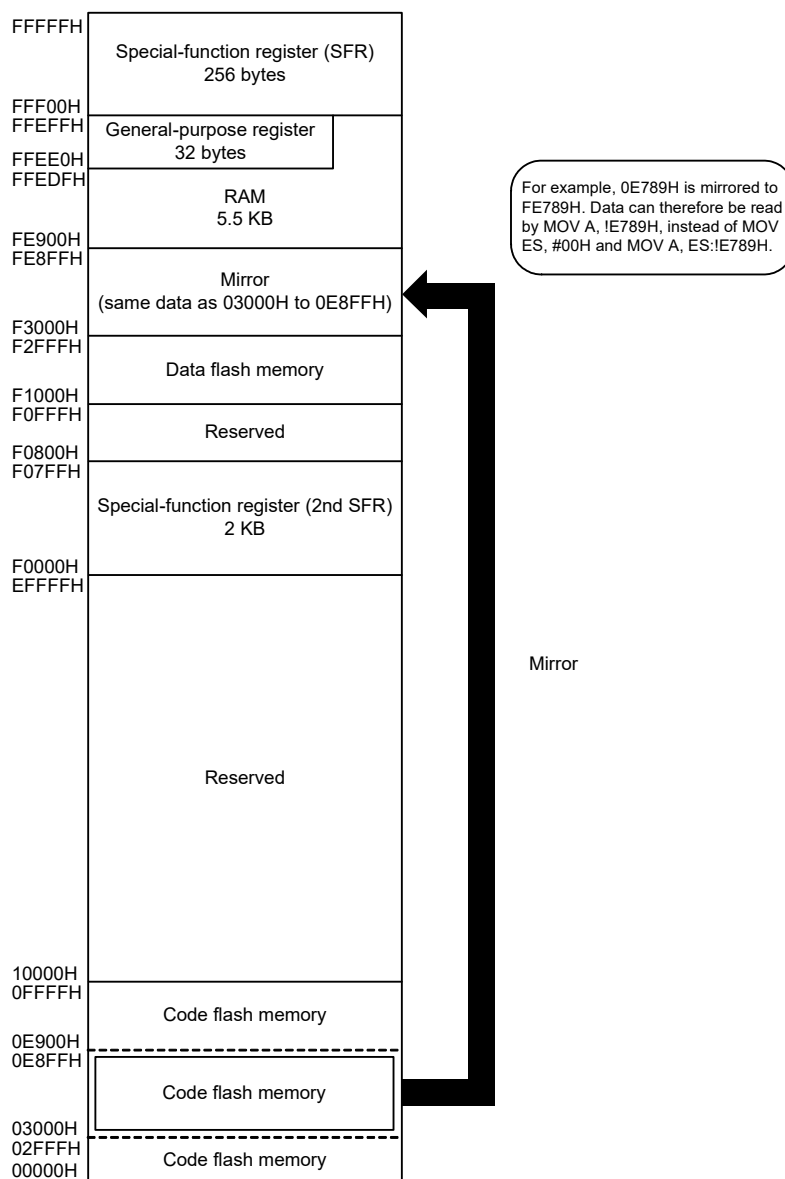 FFFFFH
Special-function register (SFR)
256 bytes
FFF00H
FFEFFH
General-purpose register
32 bytes
FFEE0H
FFEDFH
RAM
5.5 KB
For example, 0E789H is mirrored to
FE789H. Data can therefore be read
by MOV A, !E789H, instead of MOV
ES, #00H and MOV A, ES:!E789H.
FE900H
FE8FFH
Mirror
(same data as 03000H to 0E8FFH)
F3000H
F2FFFH
Data flash memory
F1000H
F0FFFH
Reserved
F0800H
F07FFH
Special-function register (2nd SFR)
2 KB
F0000H
EFFFFH
Mirror
Reserved
10000H
0FFFFH
Code flash memory
0E900H
0E8FFH
Code flash memory
03000H
02FFFH
Code flash memory
00000H